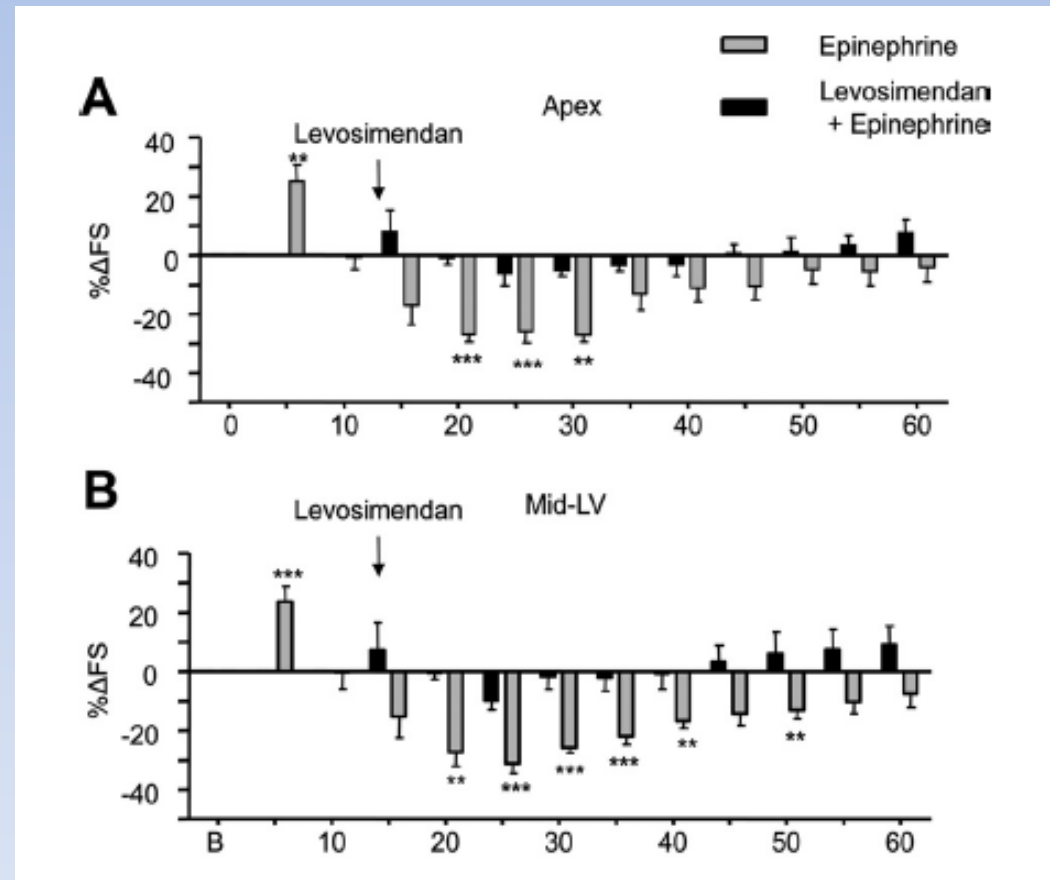 Epinephrine
Levosimendan
+ Epinephrine
A
Apex
Levosimendan
**
40
20
0
-20
-40
%ΔFS
***
***
**
0 10 20 30 40 50 60
B
Mid-LV
Levosimendan
***
40
20
0
-20
-40
%ΔFS
**
***
***
***
**
**
B 10 20 30 40 50 60